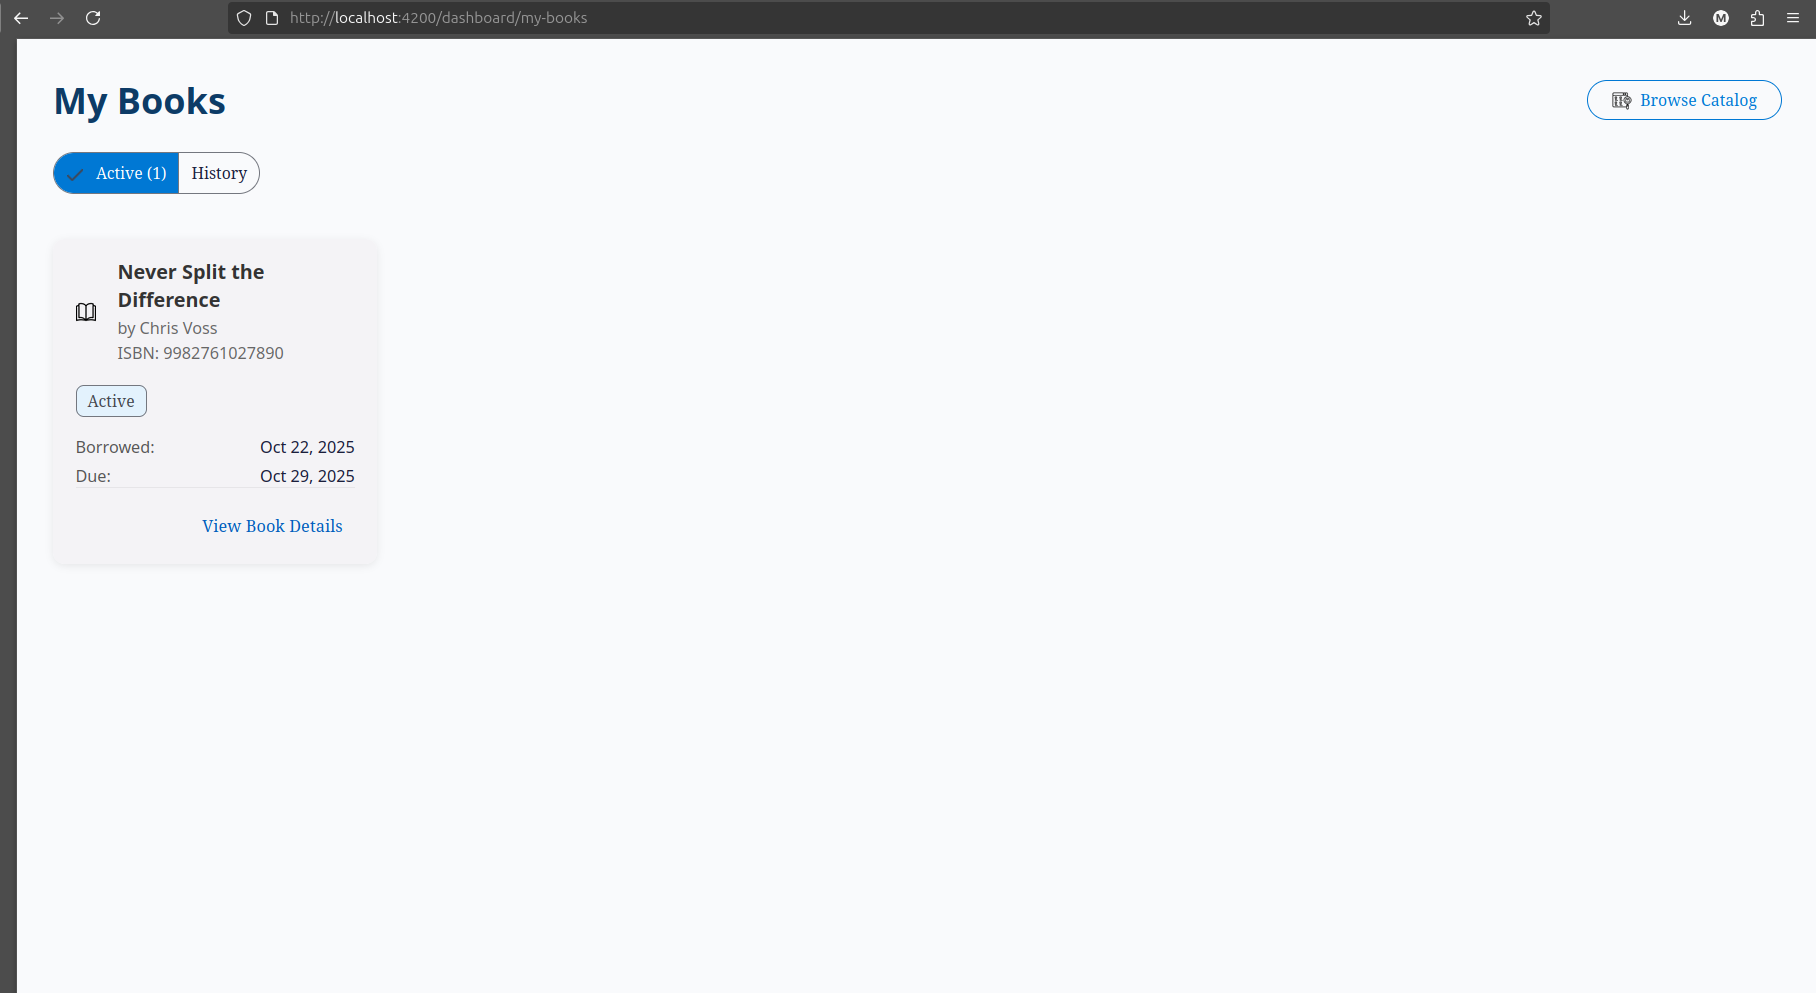 http://localhost:4200/dashboard/my-books
M
My Books
Browse Catalog
Active (1)
History
Never Split the
Difference
by Chris Voss
ISBN: 9982761027890
Active
Borrowed: Oct 22, 2025
Due: Oct 29, 2025
View Book Details